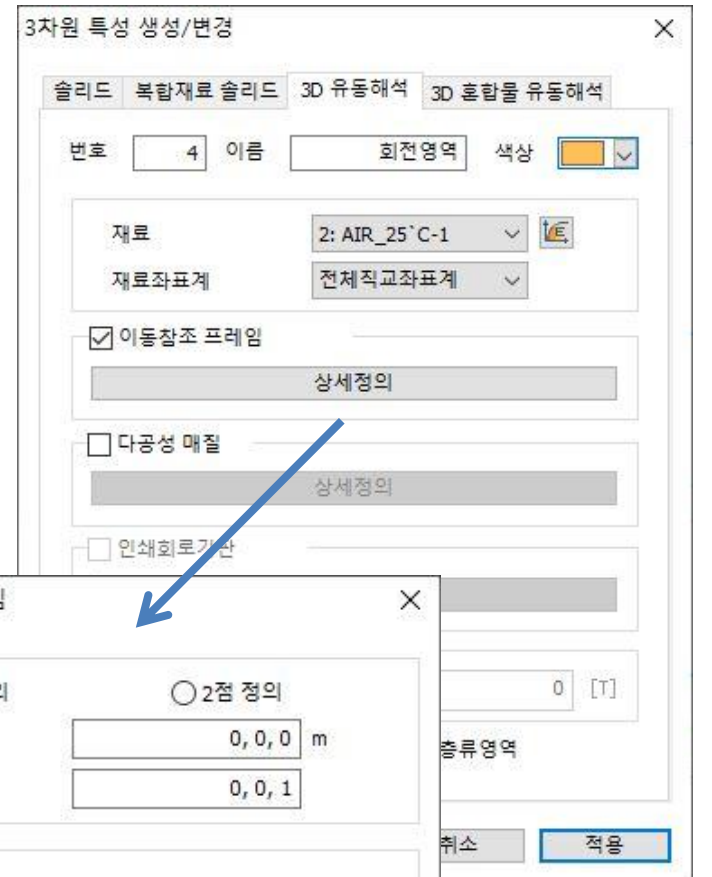 3차원 특성 생성/변경
솔리드 복합재료 솔리드 3D 유동해석 3D 혼합물 유동해석
번호 4 이름 회전영역 색상
재료 2: AIR_25`C-1
재료좌표계 전체직교좌표계
이동참조 프레임
상세정의
다공성 매질
상세정의
인쇄회로기판
0 [T]
층류영역
취소 적용
2점 정의
0, 0, 0 m
0, 0, 1